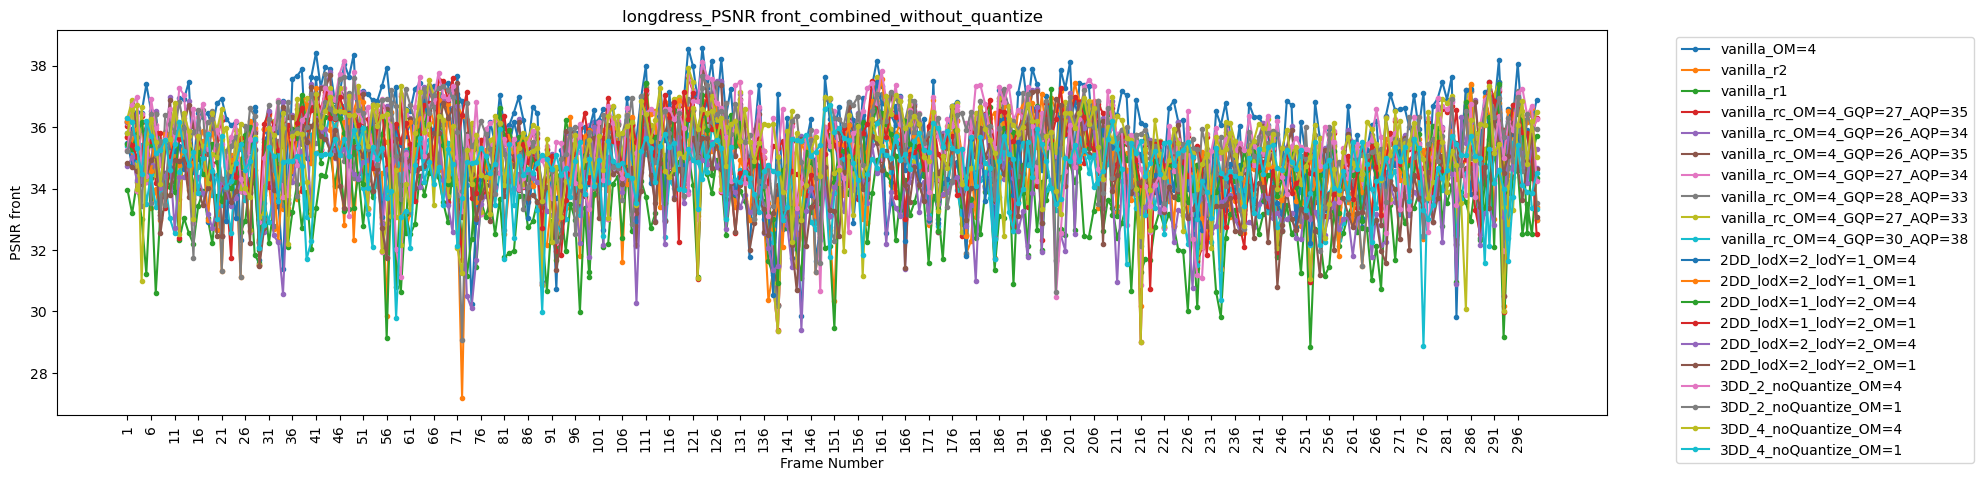 longdress_PSNR front_combined_without_quantize
PSNR front
38
36
34
32
30
28
1 6 11 16 21 26 31 36 41 46 51 56 61 66 71 76 81 86 91 96 101 106 111 116 121 126 131 136 141 146 151 156 161 166 171 176 181 186 191 196 201 206 211 216 221 226 231 236 241 246 251 256 261 266 271 276 281 286 291 296
Frame Number
vanilla_OM=4
vanilla_r2
vanilla_r1
vanilla_rc_OM=4_GQP=27_AQP=35
vanilla_rc_OM=4_GQP=26_AQP=34
vanilla_rc_OM=4_GQP=26_AQP=35
vanilla_rc_OM=4_GQP=27_AQP=34
vanilla_rc_OM=4_GQP=28_AQP=33
vanilla_rc_OM=4_GQP=27_AQP=33
vanilla_rc_OM=4_GQP=30_AQP=38
2DD_lodX=2_lodY=1_OM=4
2DD_lodX=2_lodY=1_OM=1
2DD_lodX=1_lodY=2_OM=4
2DD_lodX=1_lodY=2_OM=1
2DD_lodX=2_lodY=2_OM=4
2DD_lodX=2_lodY=2_OM=1
3DD_2_noQuantize_OM=4
3DD_2_noQuantize_OM=1
3DD_4_noQuantize_OM=4
3DD_4_noQuantize_OM=1